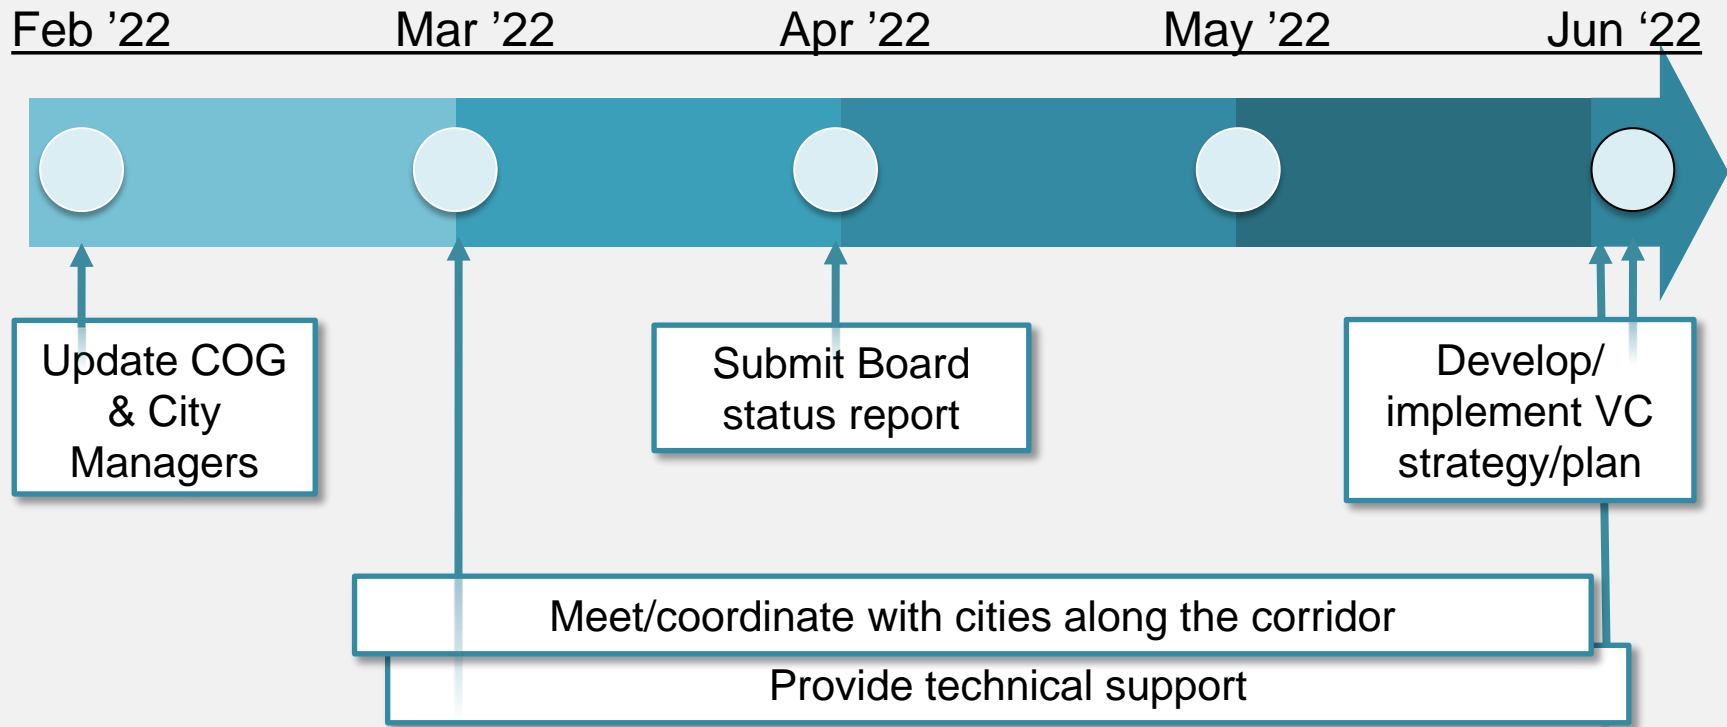 Feb ’22 Mar ’22 Apr ’22 May ’22 Jun ‘22
Update COG
& City
Managers
Submit Board
status report
Develop/
implement VC
strategy/plan
Meet/coordinate with cities along the corridor
Provide technical support